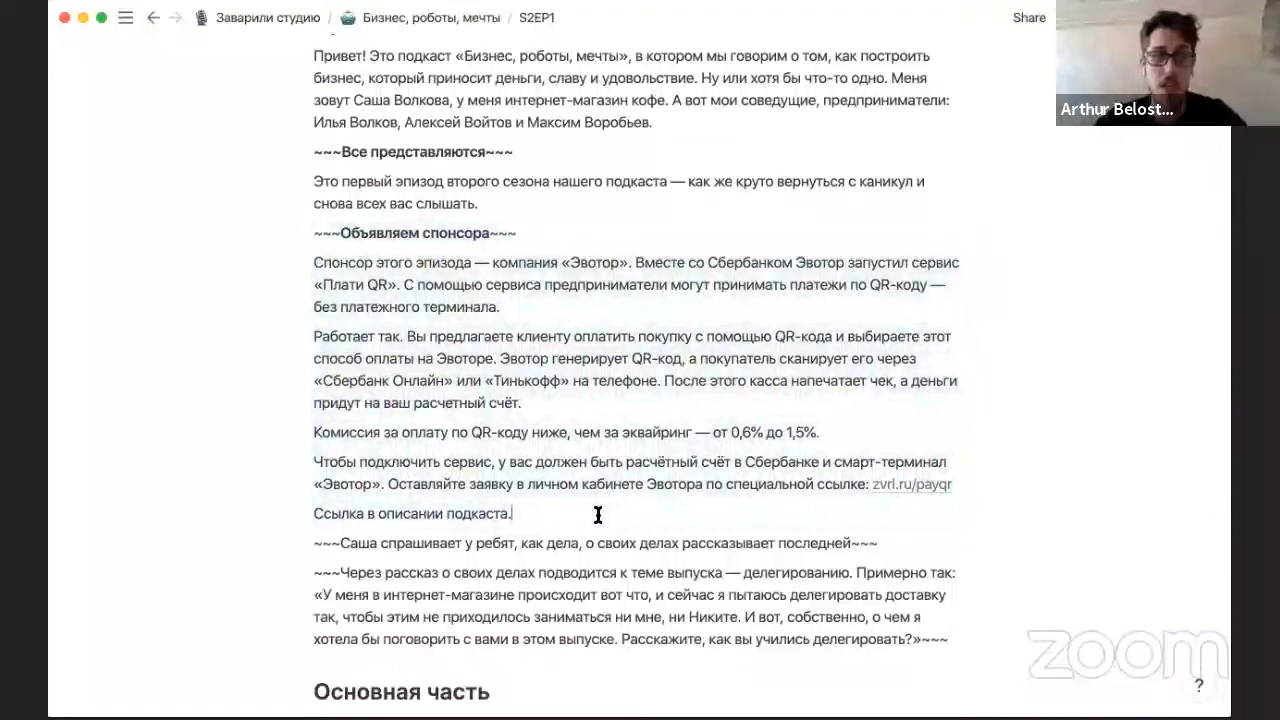 Заварили студию / Бизнес, роботы, мечты / S2EP1
Share
Arthur Belost...
Привет! Это подкаст «Бизнес, роботы, мечты», в котором мы говорим о том, как построить
бизнес, который приносит деньги, славу и удовольствие. Ну или хотя бы что-то одно. Меня
зовут Саша Волкова, у меня интернет-магазин кофе. А вот мои соведущие, предприниматели:
Илья Волков, Алексей Войтов и Максим Воробьев.
~~~Все представляются~~~
Это первый эпизод второго сезона нашего подкаста — как же круто вернуться с каникул и
снова всех вас слышать.
~~~Объявляем спонсора~~~
Спонсор этого эпизода — компания «Эвотор». Вместе со Сбербанком Эвотор запустил сервис
«Плати QR». С помощью сервиса предприниматели могут принимать платежи по QR-коду —
без платежного терминала.
Работает так. Вы предлагаете клиенту оплатить покупку с помощью QR-кода и выбираете этот
способ оплаты на Эвоторе. Эвотор генерирует QR-код, а покупатель сканирует его через
«Сбербанк Онлайн» или «Тинькофф» на телефоне. После этого касса напечатает чек, а деньги
придут на ваш расчетный счёт.
Комиссия за оплату по QR-коду ниже, чем за эквайринг — от 0,6% до 1,5%.
Чтобы подключить сервис, у вас должен быть расчётный счёт в Сбербанке и смарт-терминал
«Эвотор». Оставляйте заявку в личном кабинете Эвотора по специальной ссылке: zvrl.ru/payqr
Ссылка в описании подкаста.
~~~Саша спрашивает у ребят, как дела, о своих делах рассказывает последней~~~
~~~Через рассказ о своих делах подводится к теме выпуска — делегированию. Примерно так:
«У меня в интернет-магазине происходит вот что, и сейчас я пытаюсь делегировать доставку
так, чтобы этим не приходилось заниматься ни мне, ни Никите. И вот, собственно, о чем я
хотела бы поговорить с вами в этом выпуске. Расскажите, как вы учились делегировать?»~~~
Основная часть
zoom
?